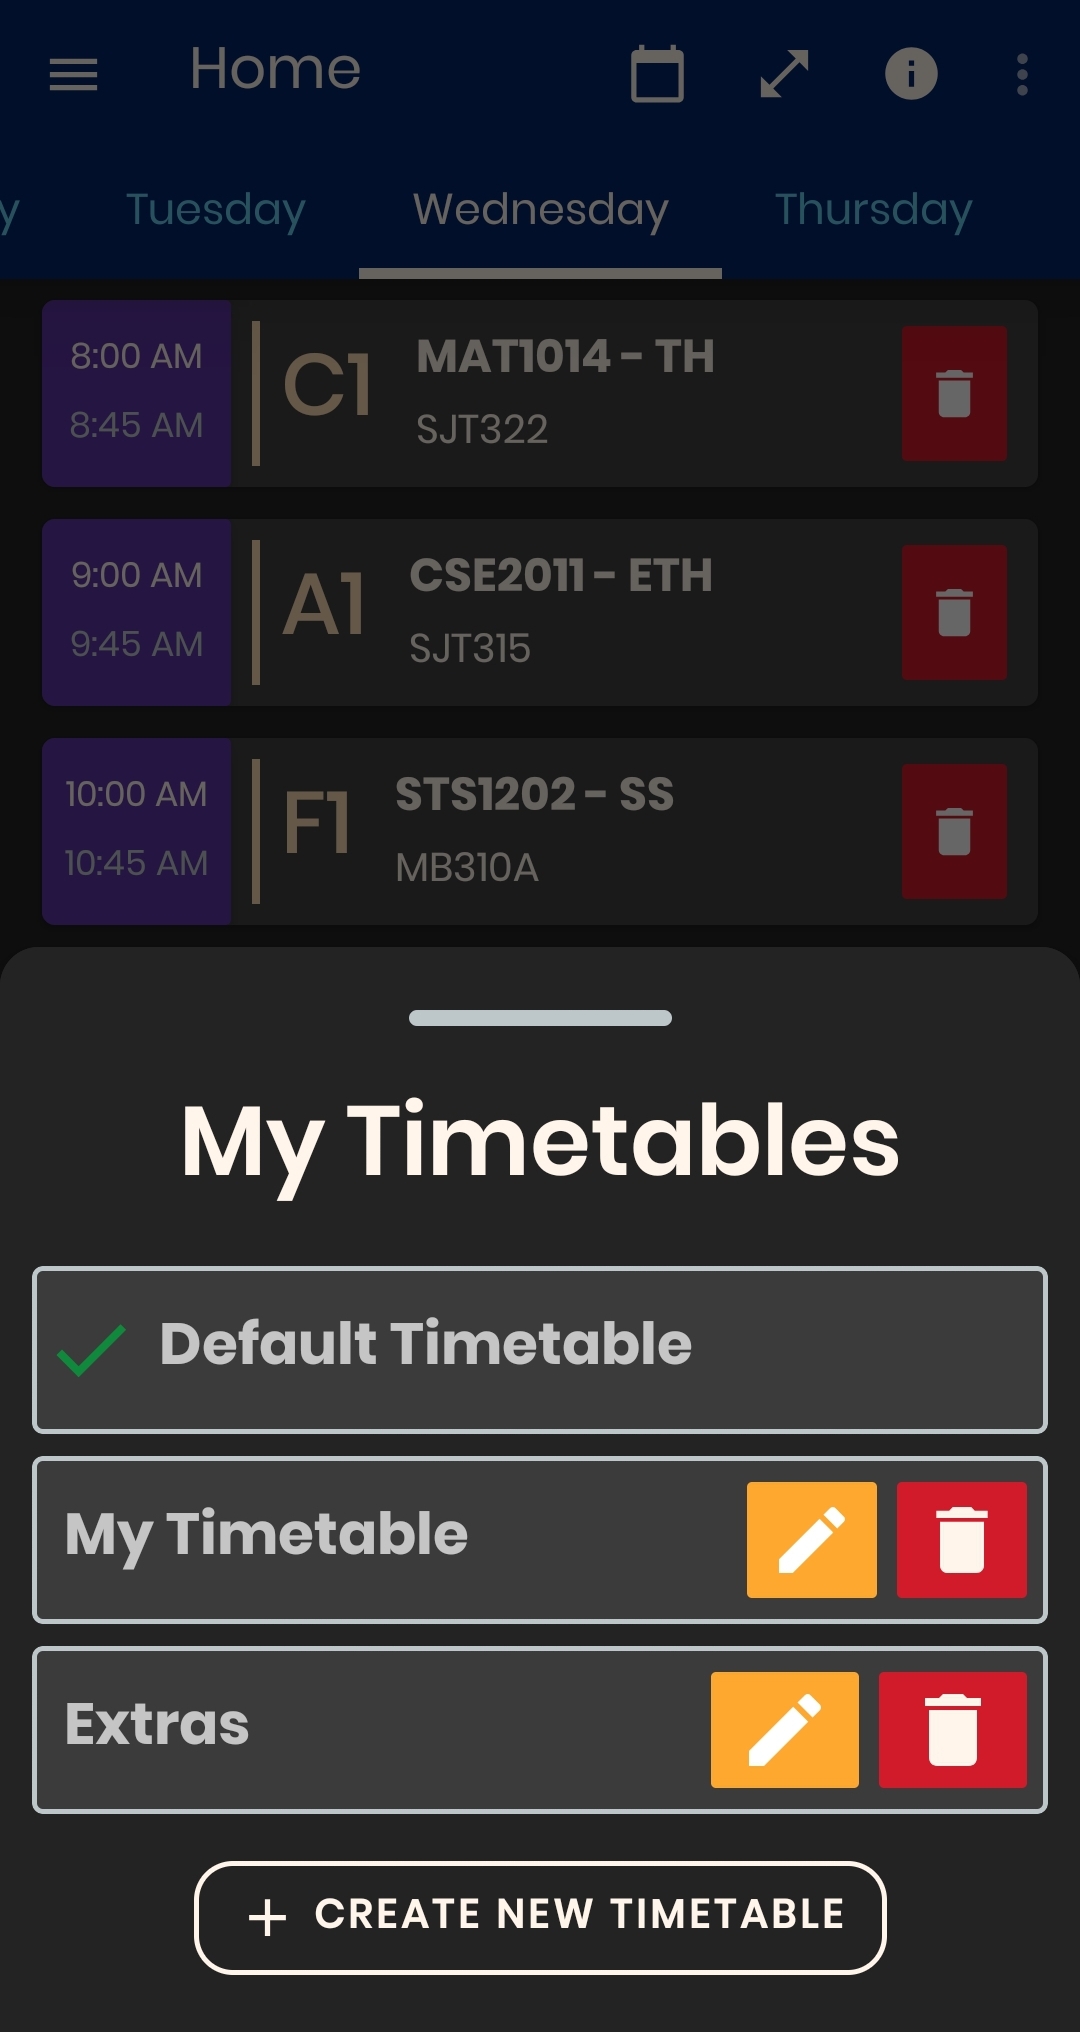 Home
y Tuesday Wednesday Thursday
8:00 AM
8:45 AM
C1
MAT1014 - TH
SJT322
9:00 AM
9:45 AM
A1
CSE2011 - ETH
SJT315
10:00 AM
10:45 AM
F1
STS1202 - SS
MB310A
My Timetables
Default Timetable
My Timetable
Extras
+ CREATE NEW TIMETABLE